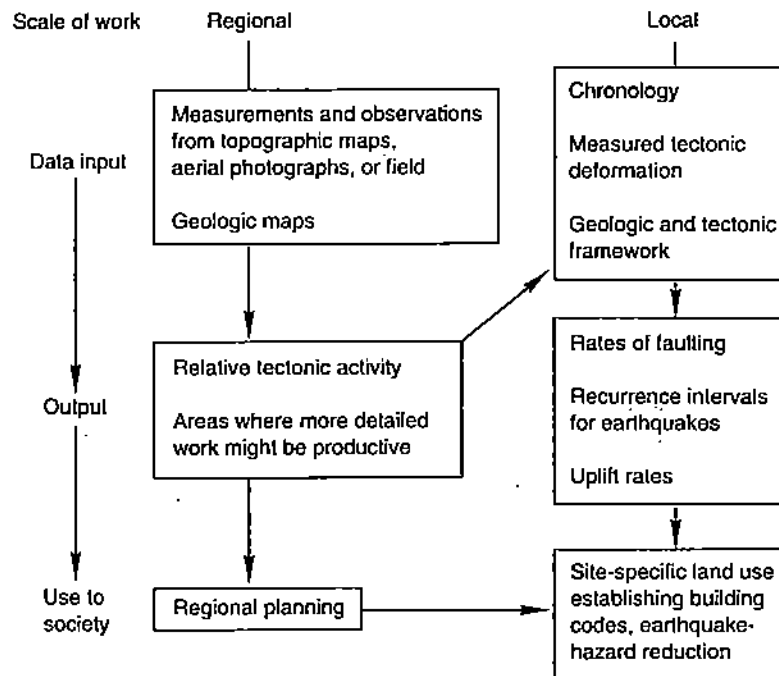 Scale of work
Regional
Local
Measurements and observations
from topographic maps,
aerial photographs, or field
Geologic maps
Chronology
Measured tectonic
deformation
Geologic and tectonic
framework
Data input
Relative tectonic activity
Areas where more detailed
work might be productive
Rates of faulting
Recurrence intervals
for earthquakes
Uplift rates
Output
Use to
society
Regional planning
Site-specific land use
establishing building
codes, earthquake-
hazard reduction